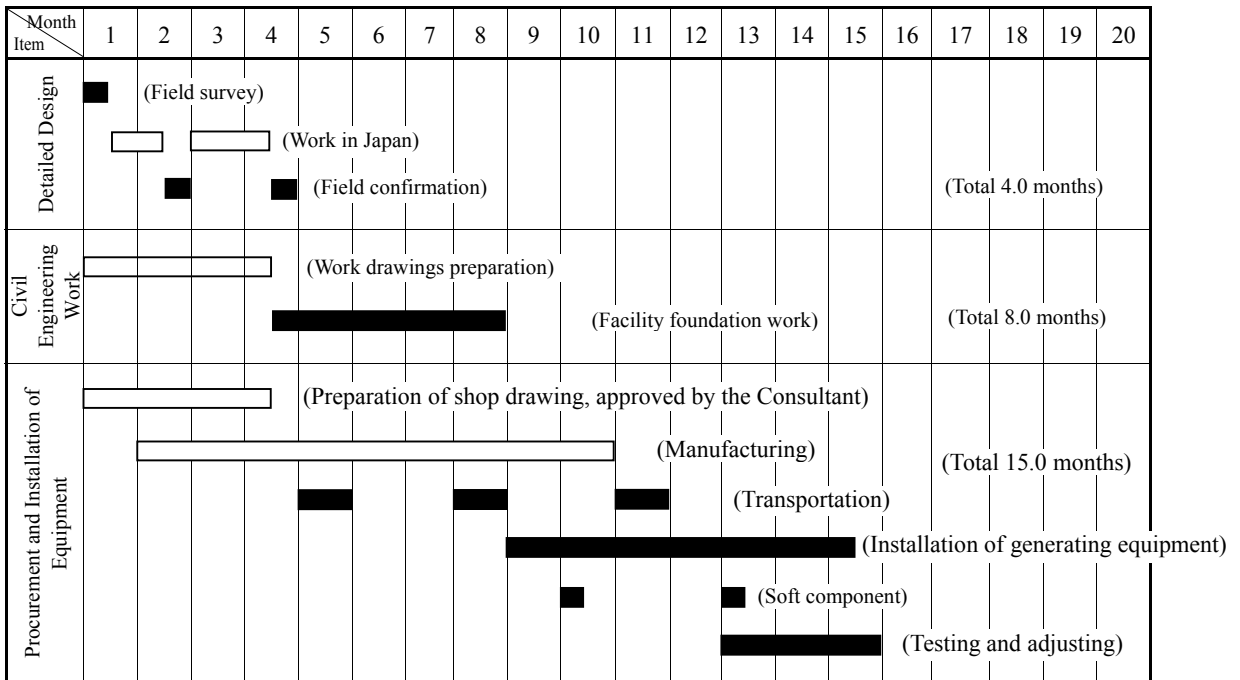 Month
Item
1 2 3 4 5 6 7 8 9 10 11 12 13 14 15 16 17 18 19 20
Detailed Design
(Field survey)
(Work in Japan)
(Field confirmation)
(Total 4.0 months)
Civil
Engineering
Work
(Work drawings preparation)
(Facility foundation work)
(Total 8.0 months)
Procurement and Installation of
Equipment
(Preparation of shop drawing, approved by the Consultant)
(Manufacturing)
(Total 15.0 months)
(Transportation)
(Installation of generating equipment)
(Soft component)
(Testing and adjusting)